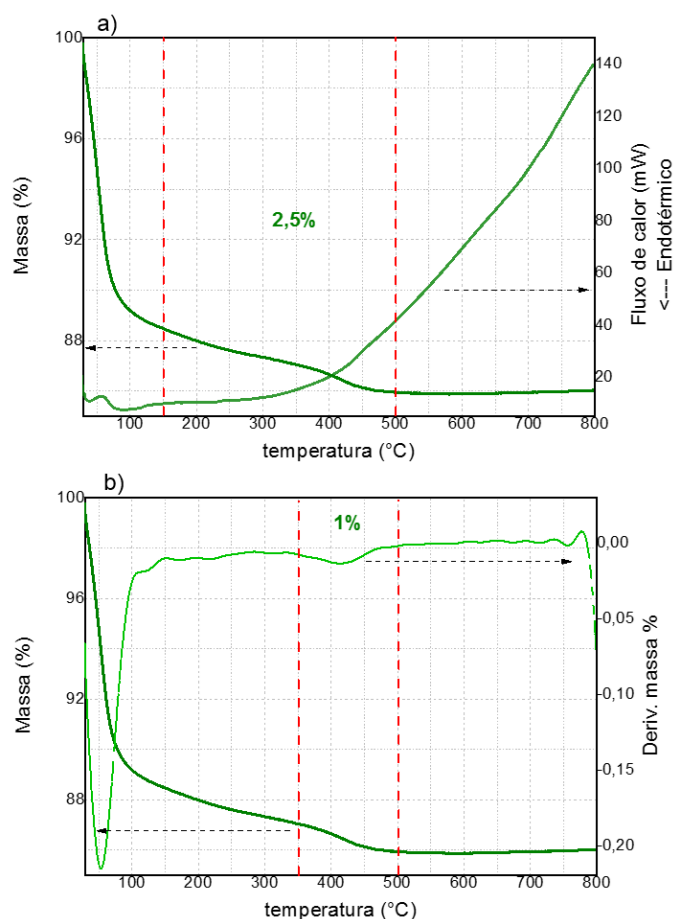 a)
100
96
92
88
Massa (%)
2,5%
140
120
100
80
60
40
20
Fluxo de calor (mW)
<---- Endotérmico
100 200 300 400 500 600 700 800
temperatura (°C)
b)
100
96
92
88
Massa (%)
1%
0,00
-0,05
-0,10
-0,15
-0,20
Deriv. massa %
100 200 300 400 500 600 700 800
temperatura (°C)